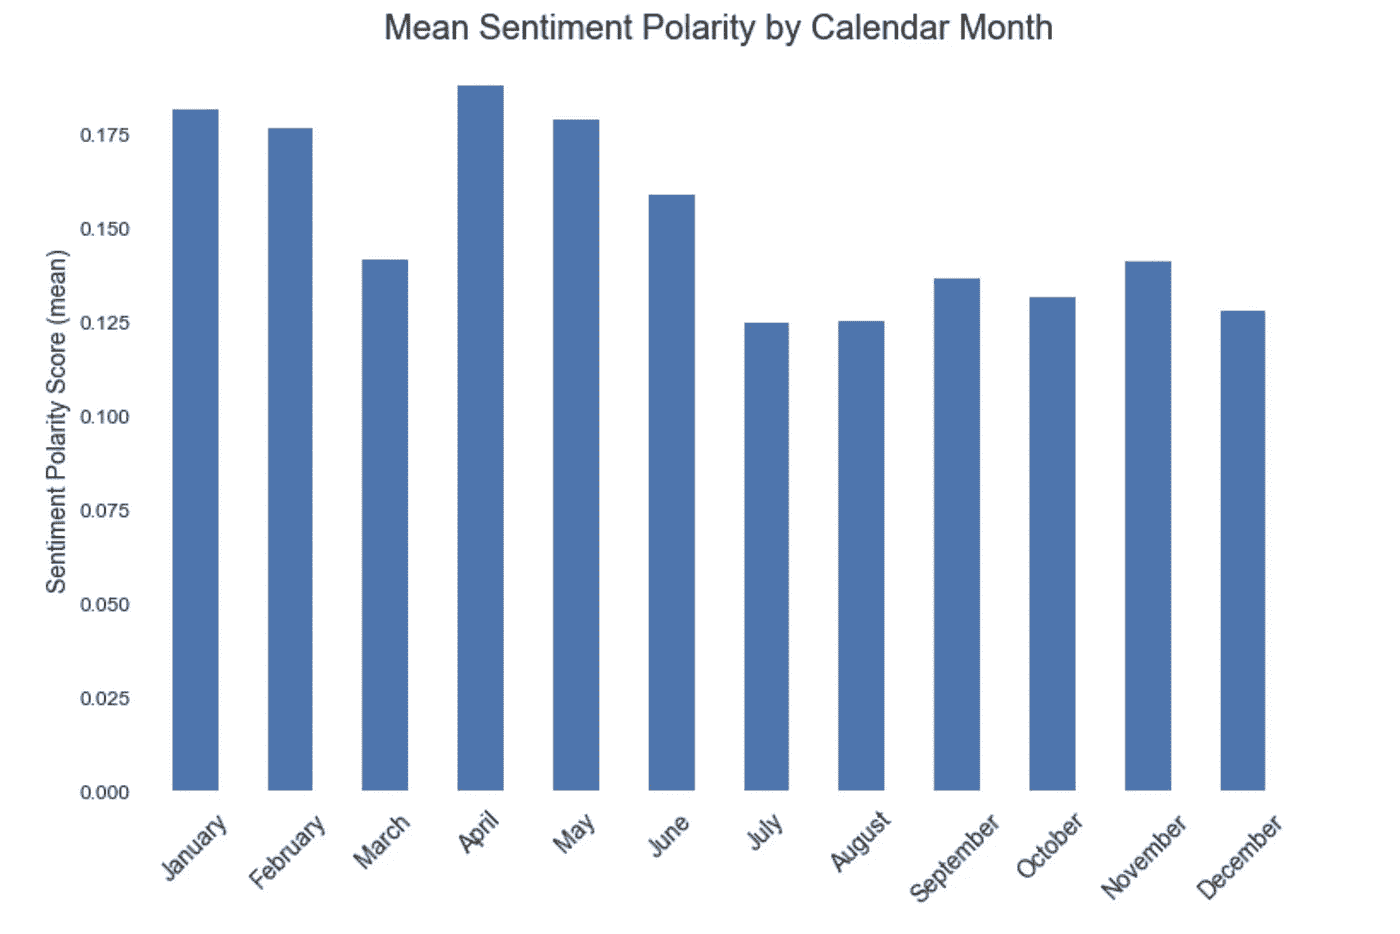 Mean Sentiment Polarity by Calendar Month
Sentiment Polarity Score (mean)
0.175
0.150
0.125
0.100
0.075
0.050
0.025
0.000
January
February
March
April
May
June
July
August
September
October
November
December